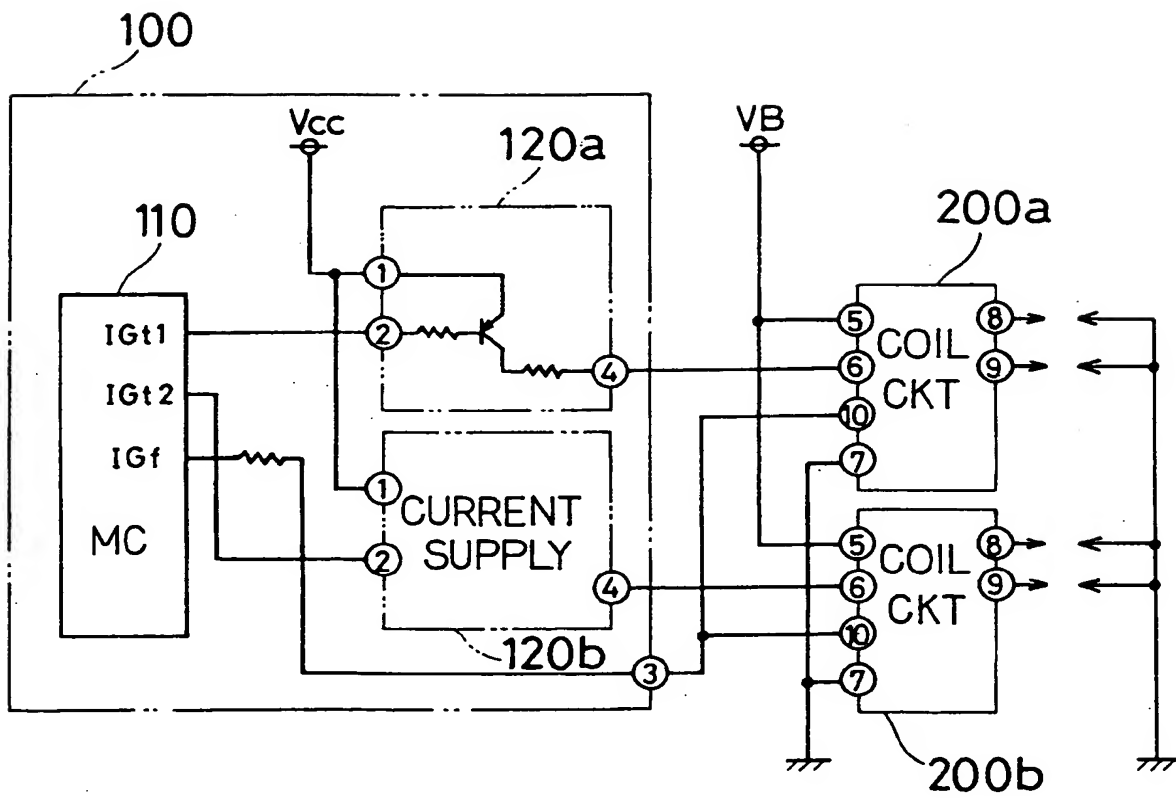 100
Vcc
VB
120a
110
200a
IGt1
IGt2
IGf
MC
①
②
④
①
②
④
CURRENT
SUPPLY
120b
③
⑤
⑥
⑩
⑦
COIL
CKT
⑧
⑨
⑤
⑥
⑩
⑦
COIL
CKT
⑧
⑨
200b